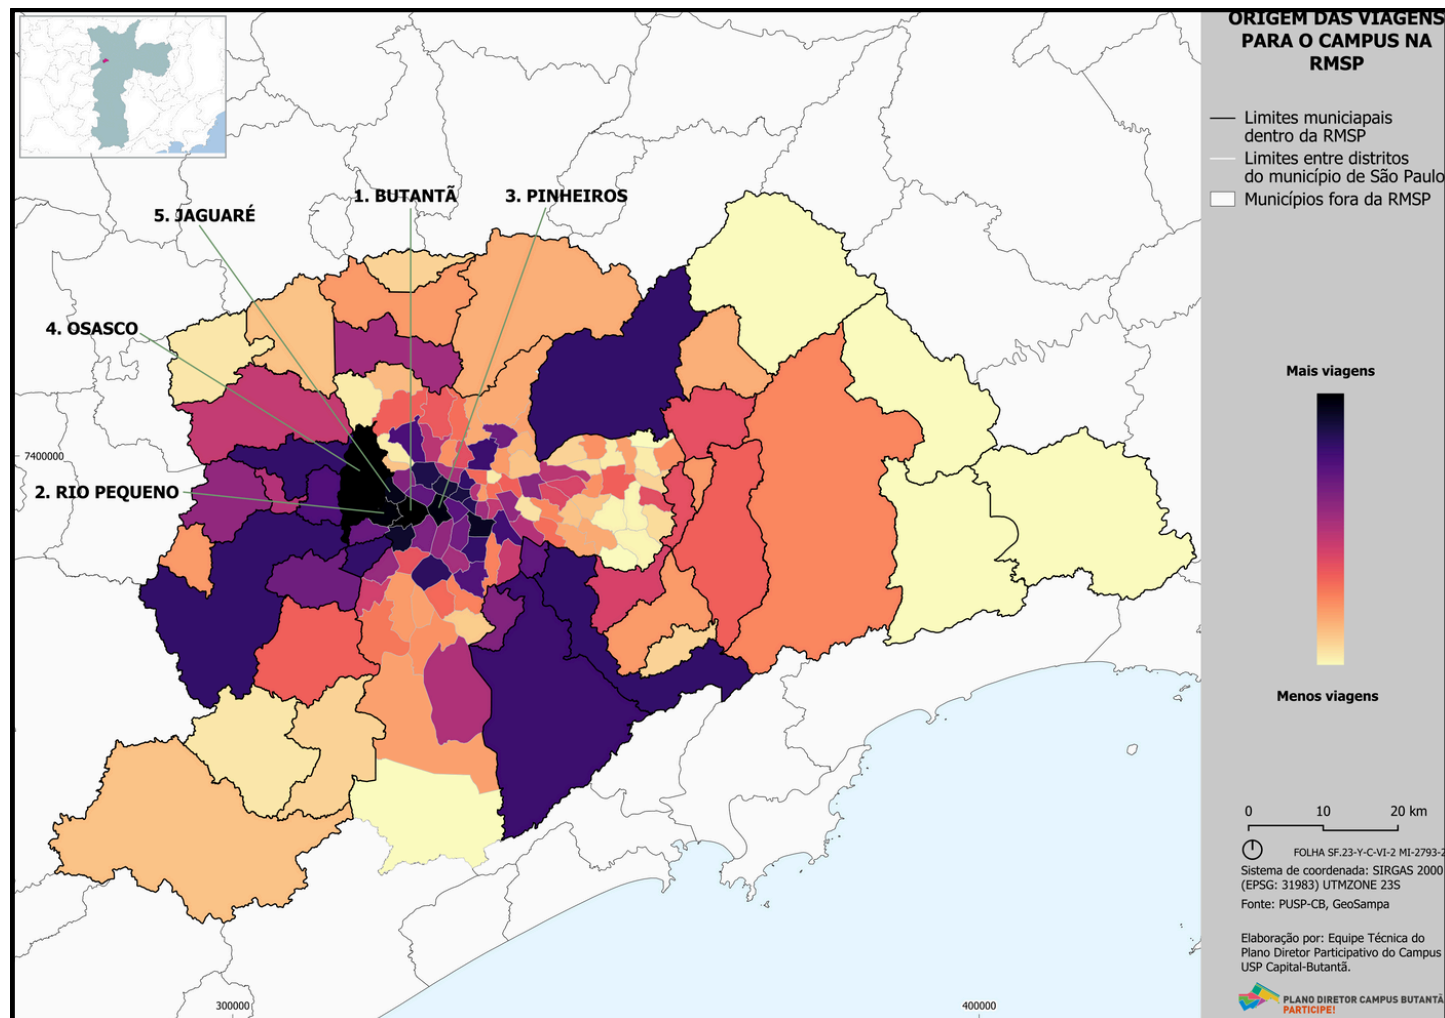 ORIGEM DAS VIAGENS
PARA O CAMPUS NA
RMSP
Limites municiapais
dentro da RMSP
Limites entre distritos
do município de São Paulo
Municípios fora da RMSP
1. BUTANTÃ
3. PINHEIROS
5. JAGUARÉ
4. OSASCO
2. RIO PEQUENO
7400000
300000
400000
Mais viagens
Menos viagens
0 10 20 km
FOLHA SF.23-Y-C-VI-2 MI-2793-2
Sistema de coordenada: SIRGAS 2000
(EPSG: 31983) UTMZONE 23S
Fonte: PUSP-CB, GeoSampa
Elaboração por: Equipe Técnica do
Plano Diretor Participativo do Campus
USP Capital-Butantã.
PLANO DIRETOR CAMPUS BUTANTÃ
PARTICIPE!